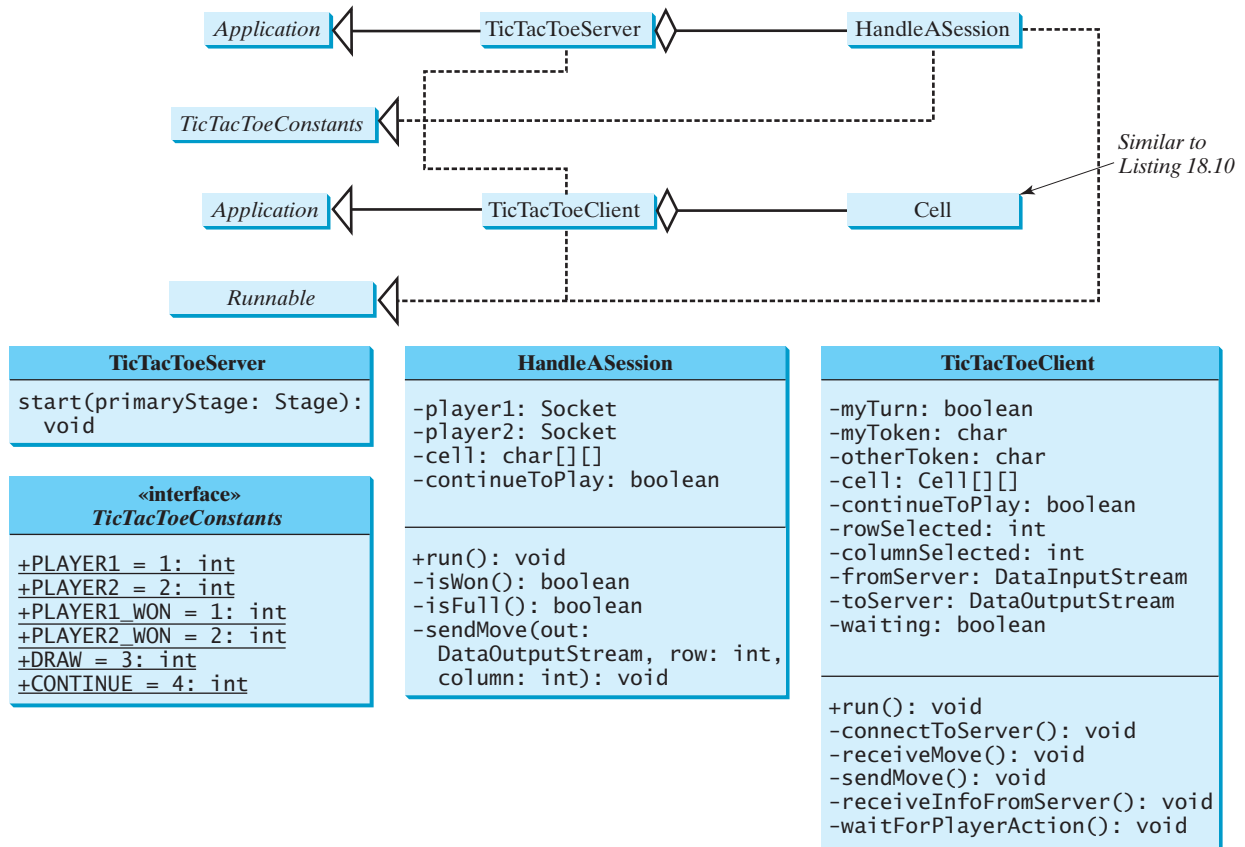 Application
TicTacToeServer
HandleASession
TicTacToeConstants
Similar to
Listing 18.10
Application
TicTacToeClient
Cell
Runnable
TicTacToeServer
start(primaryStage: Stage):
void
«interface»
TicTacToeConstants
+PLAYER1 = 1: int
+PLAYER2 = 2: int
+PLAYER1_WON = 1: int
+PLAYER2_WON = 2: int
+DRAW = 3: int
+CONTINUE = 4: int
HandleASession
-player1: Socket
-player2: Socket
-cell: char[][]
-continueToPlay: boolean
+run(): void
-isWon(): boolean
-isFull(): boolean
-sendMove(out:
DataOutputStream, row: int,
column: int): void
TicTacToeClient
-myTurn: boolean
-myToken: char
-otherToken: char
-cell: Cell[][]
-continueToPlay: boolean
-rowSelected: int
-columnSelected: int
-fromServer: DataInputStream
-toServer: DataOutputStream
-waiting: boolean
+run(): void
-connectToServer(): void
-receiveMove(): void
-sendMove(): void
-receiveInfoFromServer(): void
-waitForPlayerAction(): void